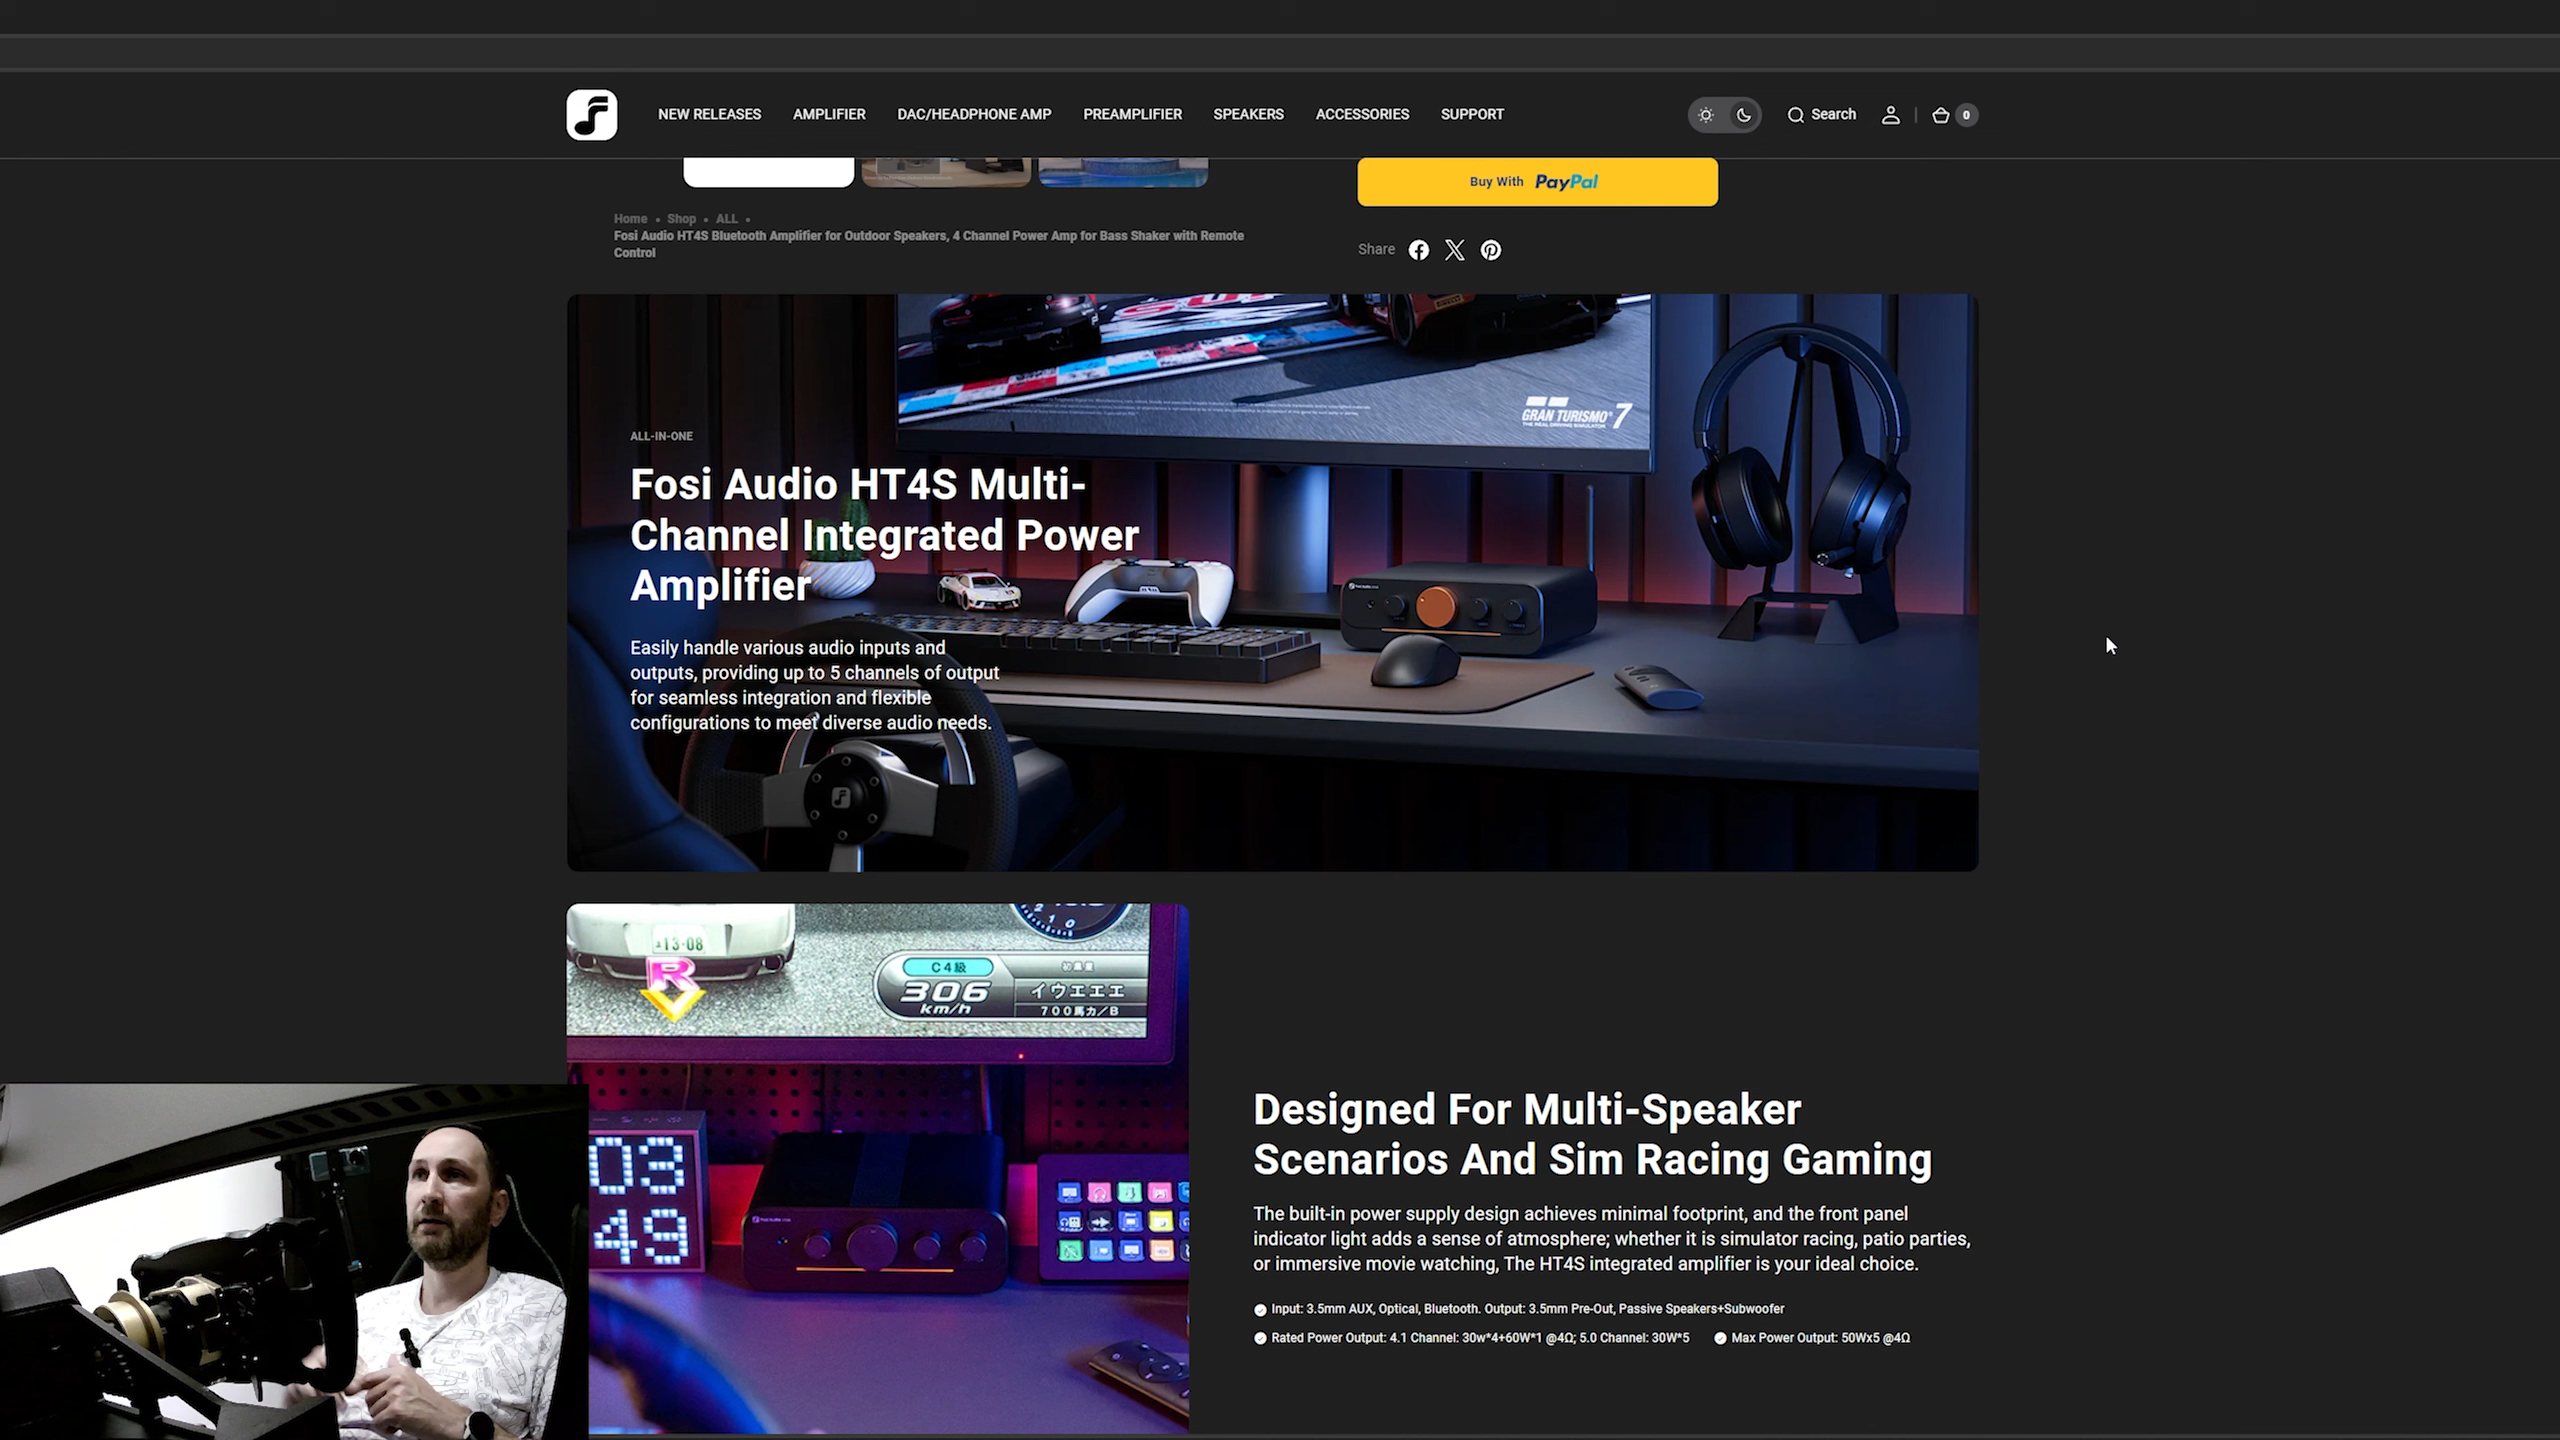 NEW RELEASES AMPLIFIER DAC/HEADPHONE AMP PREAMPLIFIER SPEAKERS ACCESSORIES SUPPORT Search 0
Buy With PayPal
Home • Shop • ALL •
Fosi Audio HT4S Bluetooth Amplifier for Outdoor Speakers, 4 Channel Power Amp for Bass Shaker with Remote
Control
Share
GRAN TURISMO 7
THE REAL DRIVING SIMULATOR
ALL-IN-ONE
Fosi Audio HT4S Multi-
Channel Integrated Power
Amplifier
Easily handle various audio inputs and
outputs, providing up to 5 channels of output
for seamless integration and flexible
configurations to meet diverse audio needs.
13-08
R
2 1 0
C4級
306
km/h
イウエエエ
700馬力/B
03
49
Designed For Multi-Speaker
Scenarios And Sim Racing Gaming
The built-in power supply design achieves minimal footprint, and the front panel
indicator light adds a sense of atmosphere; whether it is simulator racing, patio parties,
or immersive movie watching, The HT4S integrated amplifier is your ideal choice.
Input: 3.5mm AUX, Optical, Bluetooth. Output: 3.5mm Pre-Out, Passive Speakers+Subwoofer
Rated Power Output: 4.1 Channel: 30w*4+60W*1 @4Ω; 5.0 Channel: 30W*5 Max Power Output: 50Wx5 @4Ω